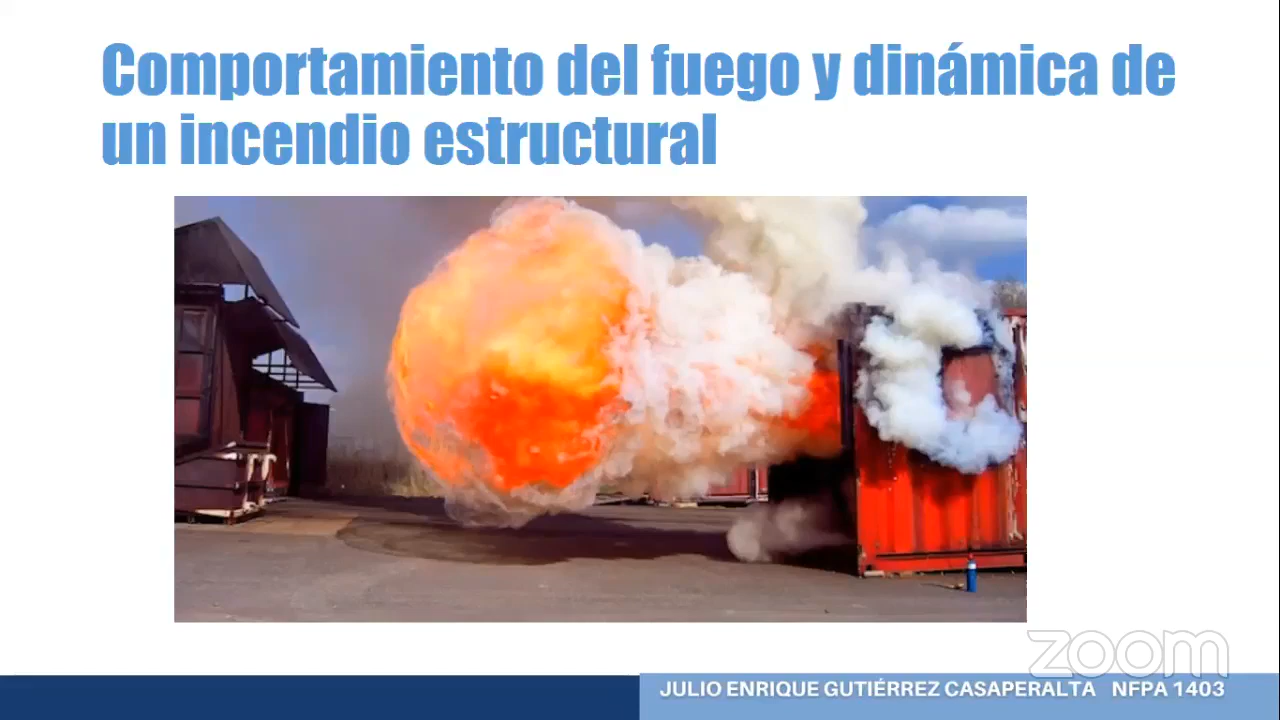 Comportamiento del fuego y dinámica de
un incendio estructural
zoom
JULIO ENRIQUE GUTIÉRREZ CASAPERALTA NFPA 1403